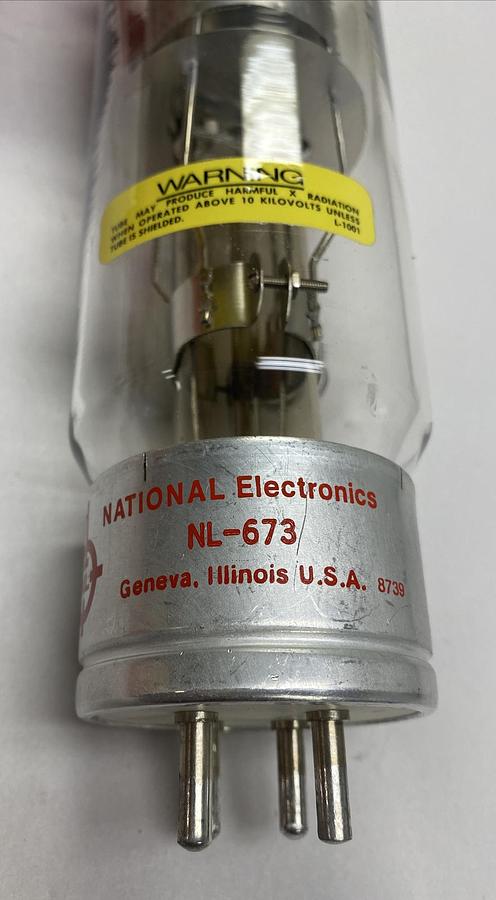 WARNING
TUBE MAY PRODUCE HARMFUL X RADIATION
WHEN OPERATED ABOVE 10 KILOVOLTS UNLESS
TUBE IS SHIELDED. L-1001
NATIONAL Electronics
NL-673
Geneva, Illinois U.S.A. 8739